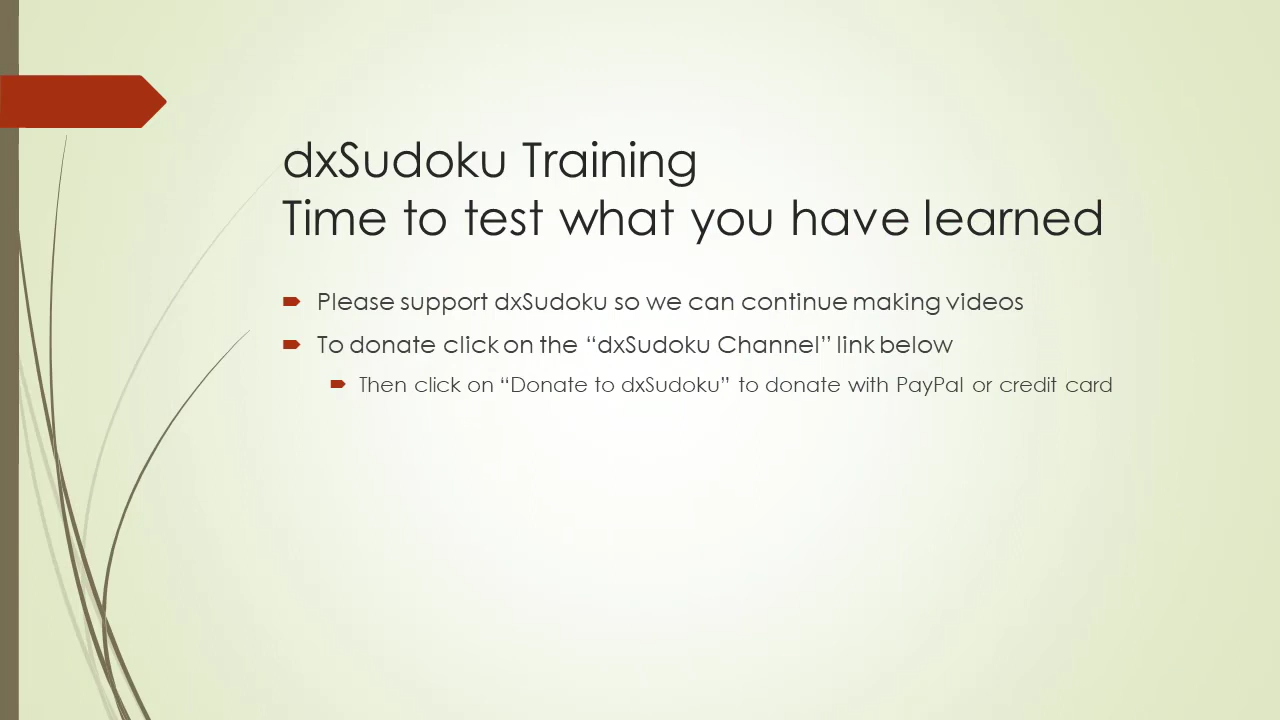 dxSudoku Training
Time to test what you have learned
Please support dxSudoku so we can continue making videos
To donate click on the “dxSudoku Channel” link below
Then click on “Donate to dxSudoku” to donate with PayPal or credit card